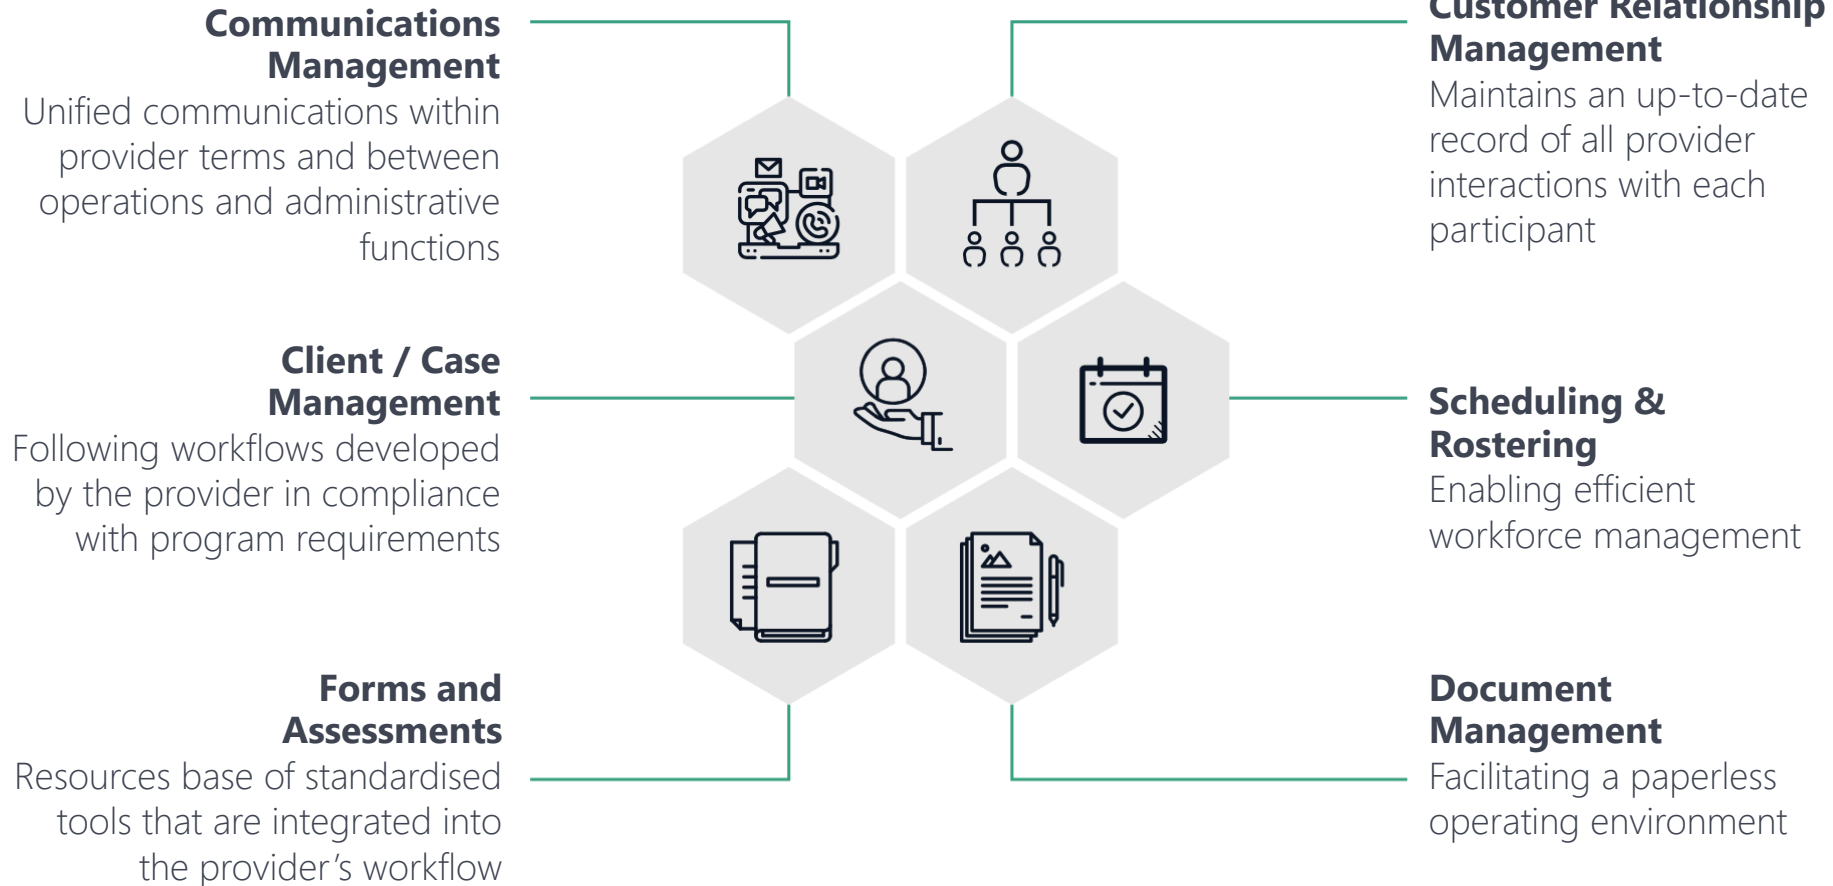 Communications
Management
Unified communications within
provider terms and between
operations and administrative
functions
Customer Relationship
Management
Maintains an up-to-date
record of all provider
interactions with each
participant
Client / Case
Management
Following workflows developed
by the provider in compliance
with program requirements
Scheduling &
Rostering
Enabling efficient
workforce management
Forms and
Assessments
Resources base of standardised
tools that are integrated into
the provider’s workflow
Document
Management
Facilitating a paperless
operating environment